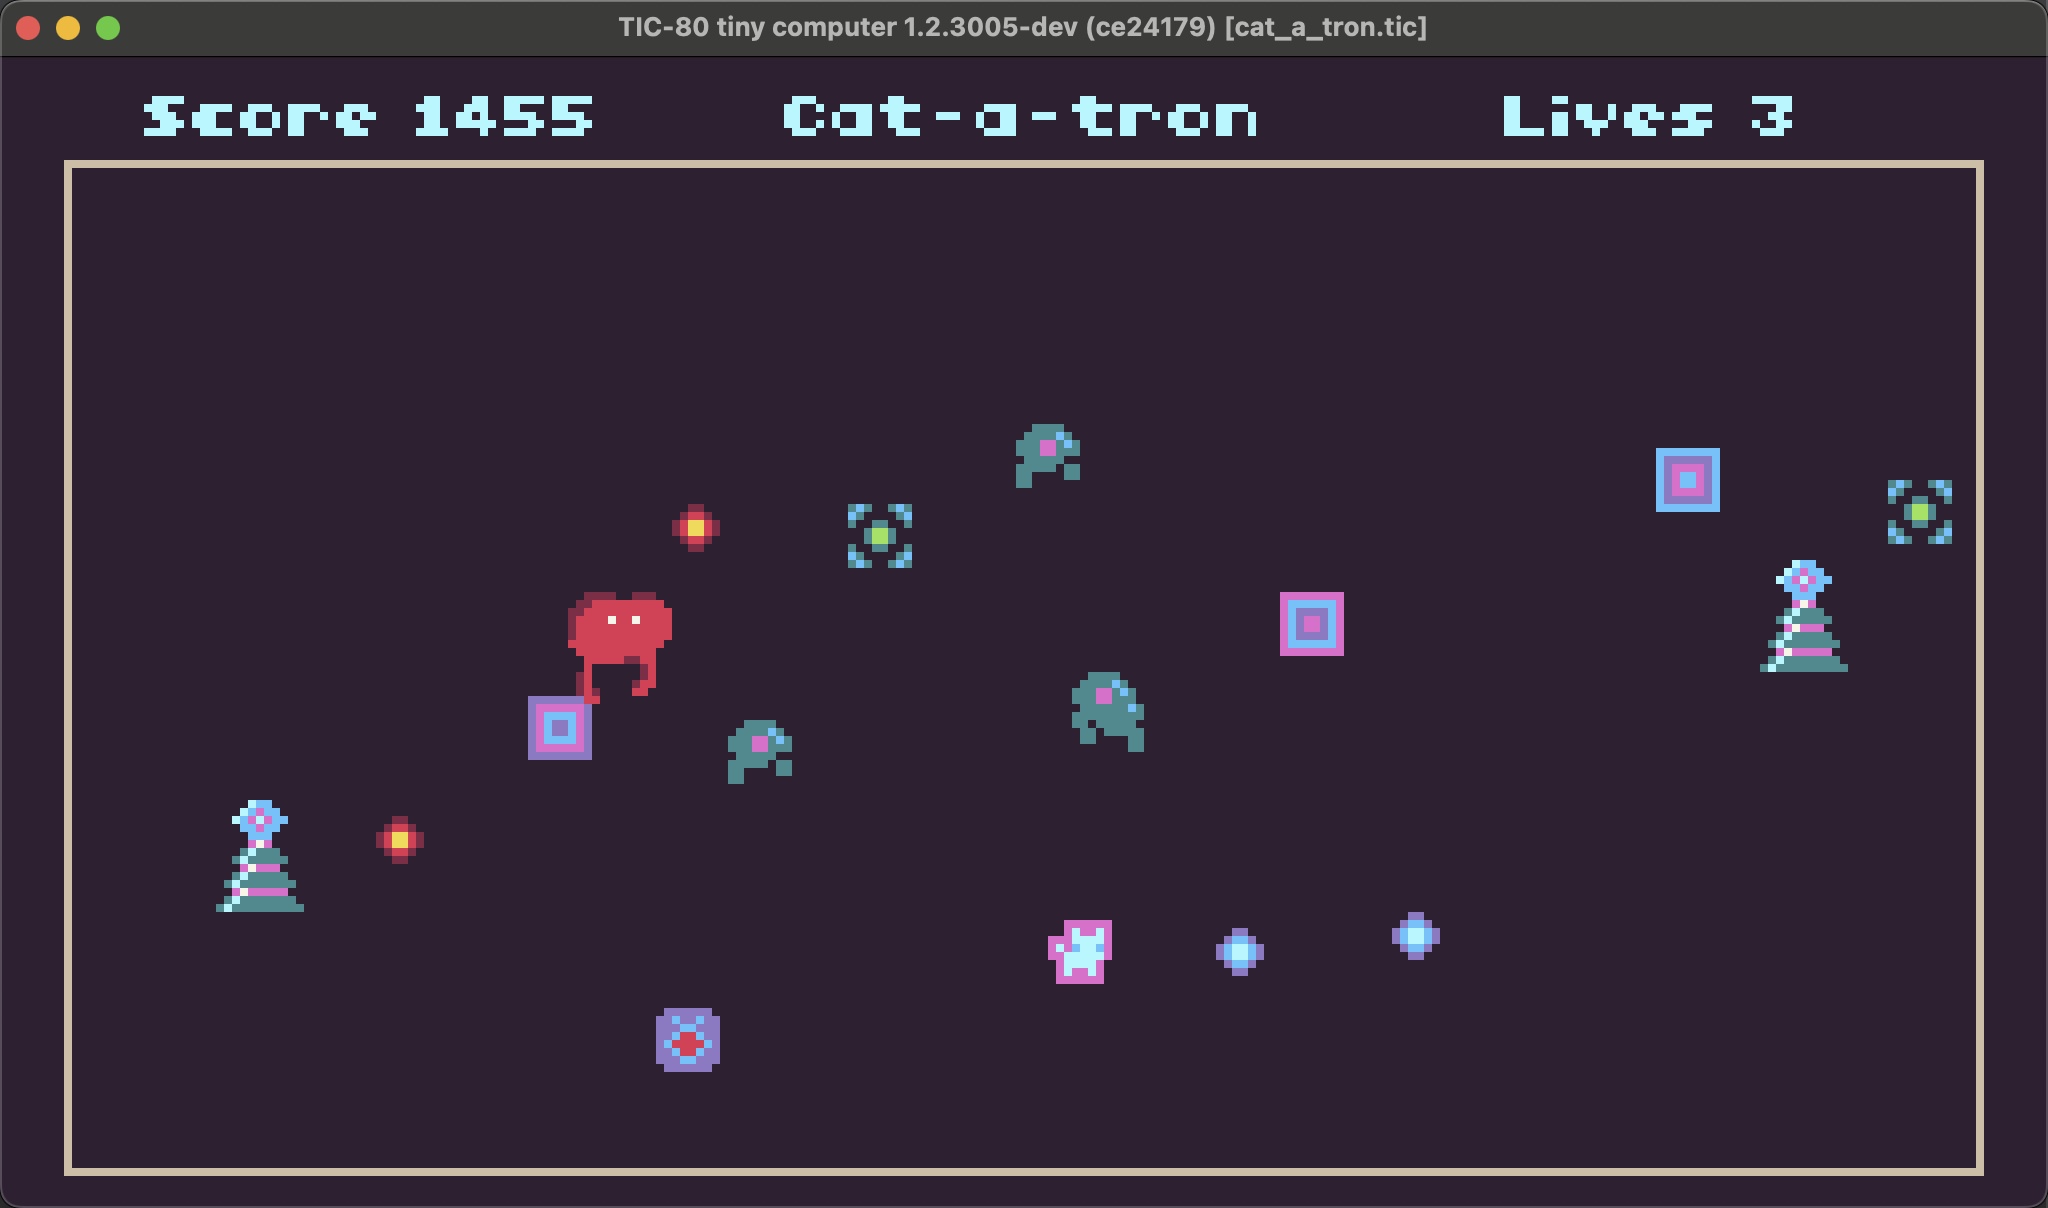 TIC-80 tiny computer 1.2.3005-dev (ce24179) [cat_a_tron.tic]
Score 1455 Cat-a-tron Lives 3